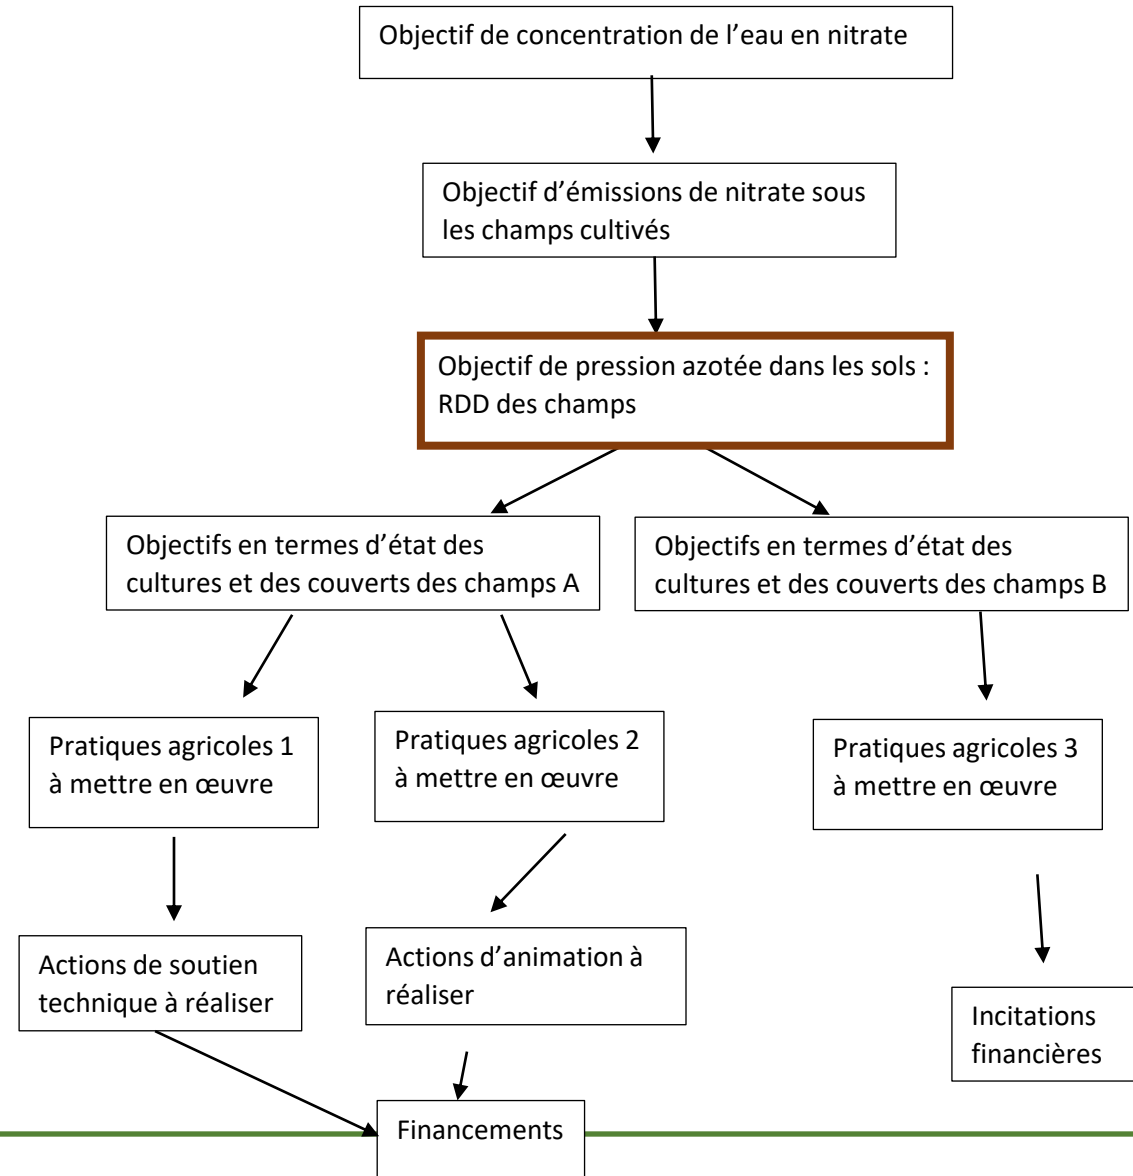 Objectif de concentration de l’eau en nitrate
Objectif d’émissions de nitrate sous
les champs cultivés
Objectif de pression azotée dans les sols :
RDD des champs
Objectifs en termes d’état des
cultures et des couverts des champs A
Objectifs en termes d’état des
cultures et des couverts des champs B
Pratiques agricoles 1
à mettre en œuvre
Pratiques agricoles 2
à mettre en œuvre
Pratiques agricoles 3
à mettre en œuvre
Actions de soutien
technique à réaliser
Actions d’animation à
réaliser
Incitations
financières
Financements